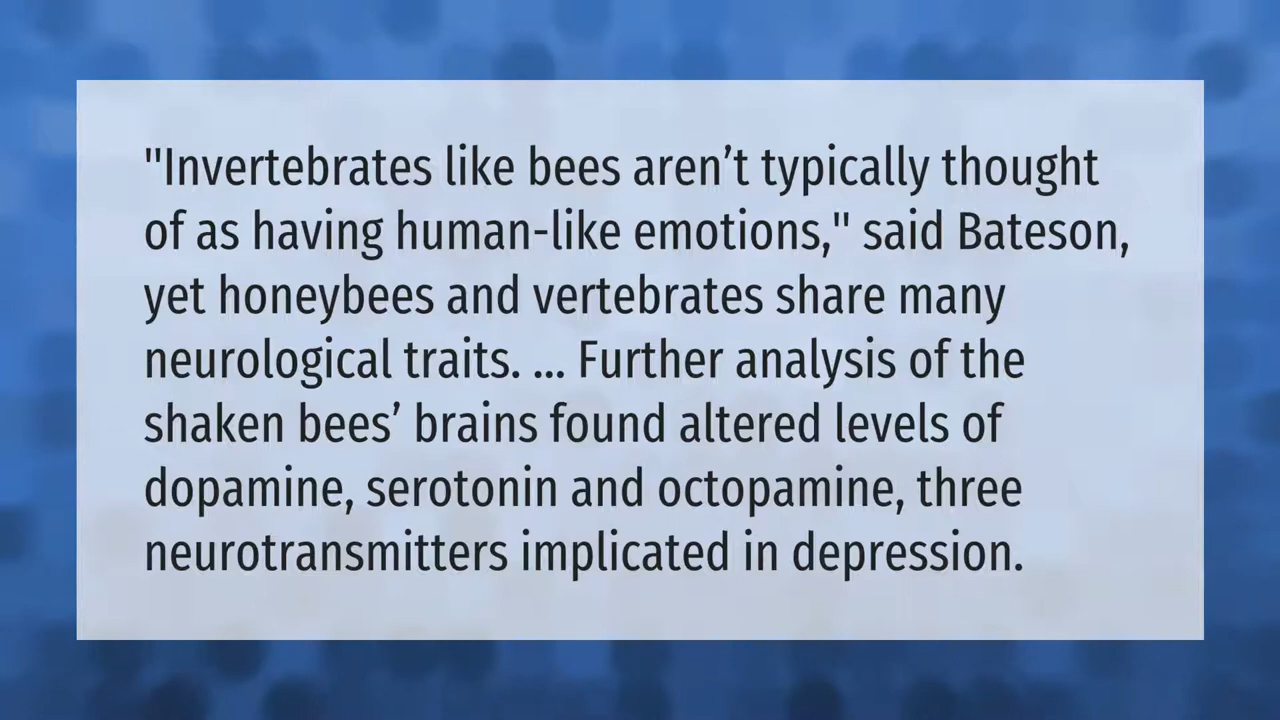 "Invertebrates like bees aren’t typically thought
of as having human-like emotions," said Bateson,
yet honeybees and vertebrates share many
neurological traits. ... Further analysis of the
shaken bees’ brains found altered levels of
dopamine, serotonin and octopamine, three
neurotransmitters implicated in depression.